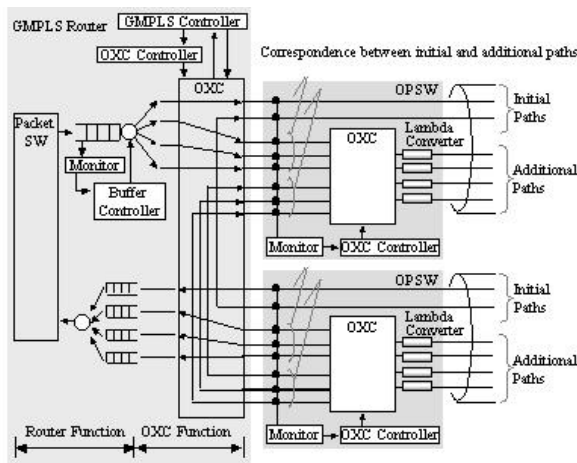 GMPLS Router
GMPLS Controller
OXC Controller
OXC
Packet
SW
Monitor
Buffer
Controller
Router Function
OXC Function
Correspondence between initial and additional paths
OPSW
OXC
Lambda
Converter
Initial
Paths
Additional
Paths
Monitor
OXC Controller
OPSW
OXC
Lambda
Converter
Initial
Paths
Additional
Paths
Monitor
OXC Controller